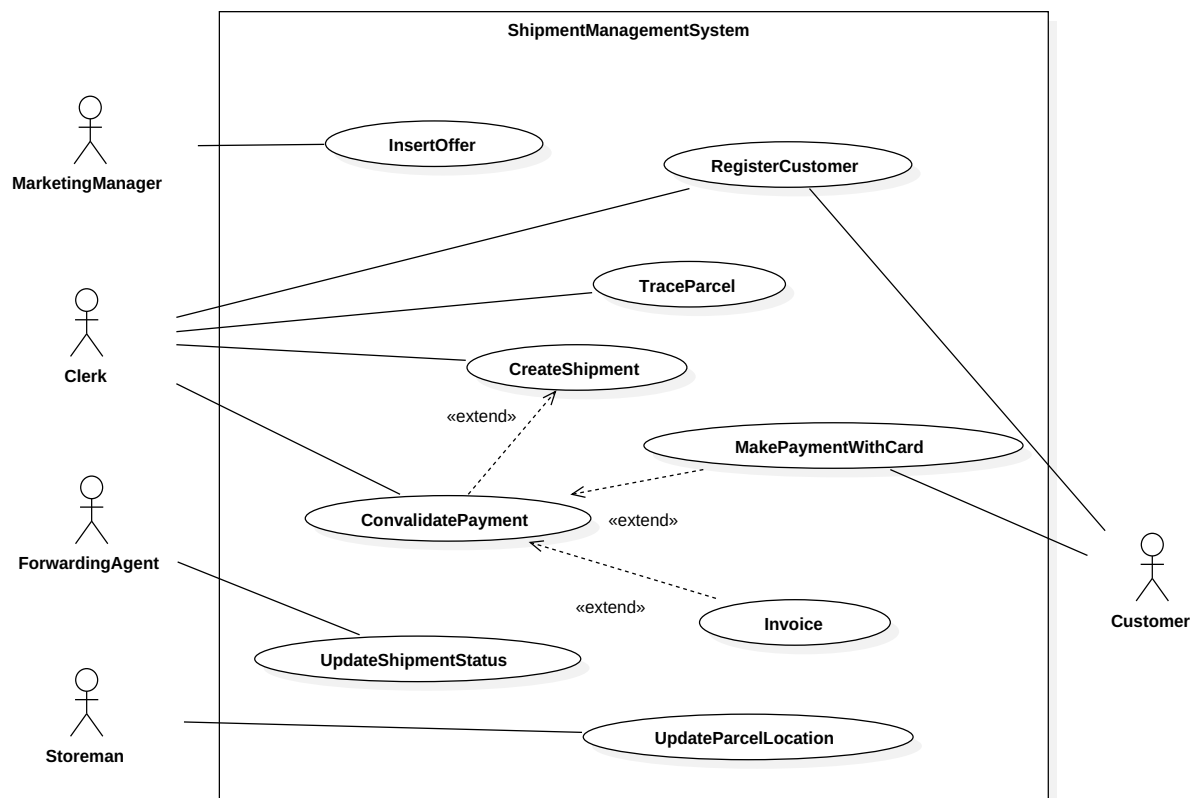 ShipmentManagementSystem
InsertOffer
RegisterCustomer
MarketingManager
TraceParcel
CreateShipment
Clerk
«extend»
MakePaymentWithCard
ConvalidatePayment
«extend»
ForwardingAgent
«extend»
Invoice
Customer
UpdateShipmentStatus
UpdateParcelLocation
Storeman